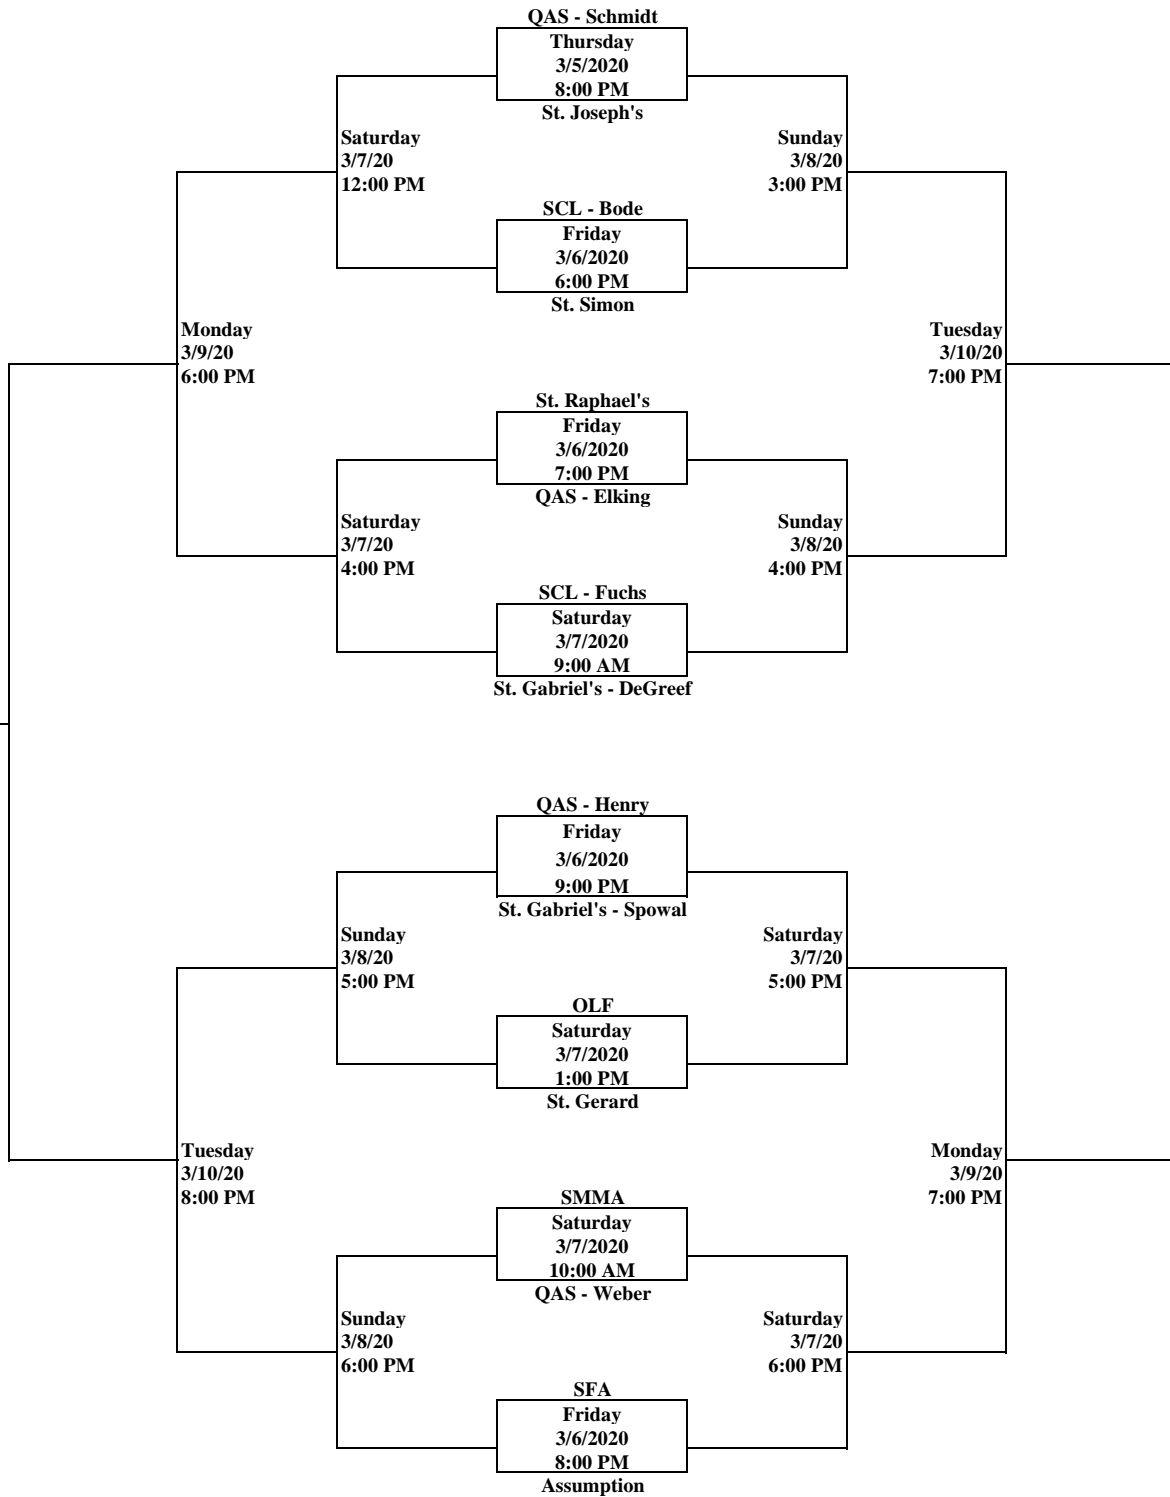 QAS - Schmidt
Thursday
3/5/2020
8:00 PM
St. Joseph's
Saturday
3/7/20
12:00 PM
Sunday
3/8/20
3:00 PM
SCL - Bode
Friday
3/6/2020
6:00 PM
St. Simon
Monday
3/9/20
6:00 PM
Tuesday
3/10/20
7:00 PM
St. Raphael's
Friday
3/6/2020
7:00 PM
QAS - Elking
Saturday
3/7/20
4:00 PM
Sunday
3/8/20
4:00 PM
SCL - Fuchs
Saturday
3/7/2020
9:00 AM
St. Gabriel's - DeGreef
QAS - Henry
Friday
3/6/2020
9:00 PM
St. Gabriel's - Spowal
Sunday
3/8/20
5:00 PM
Saturday
3/7/20
5:00 PM
OLF
Saturday
3/7/2020
1:00 PM
St. Gerard
Tuesday
3/10/20
8:00 PM
Monday
3/9/20
7:00 PM
SMMA
Saturday
3/7/2020
10:00 AM
QAS - Weber
Sunday
3/8/20
6:00 PM
Saturday
3/7/20
6:00 PM
SFA
Friday
3/6/2020
8:00 PM
Assumption